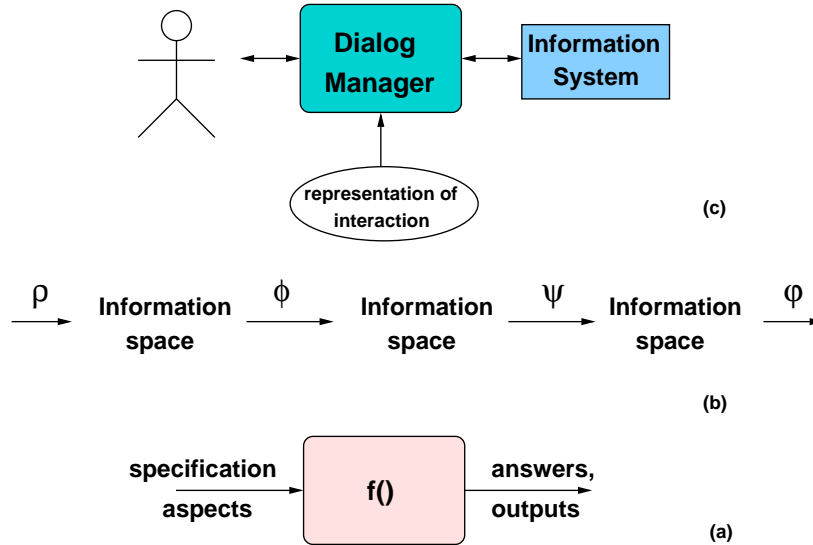 Dialog
Manager
Information
System
representation of
interaction
(c)
ρ
Information
space
ϕ
Information
space
ψ
Information
space
φ
(b)
specification
aspects
f()
answers,
outputs
(a)